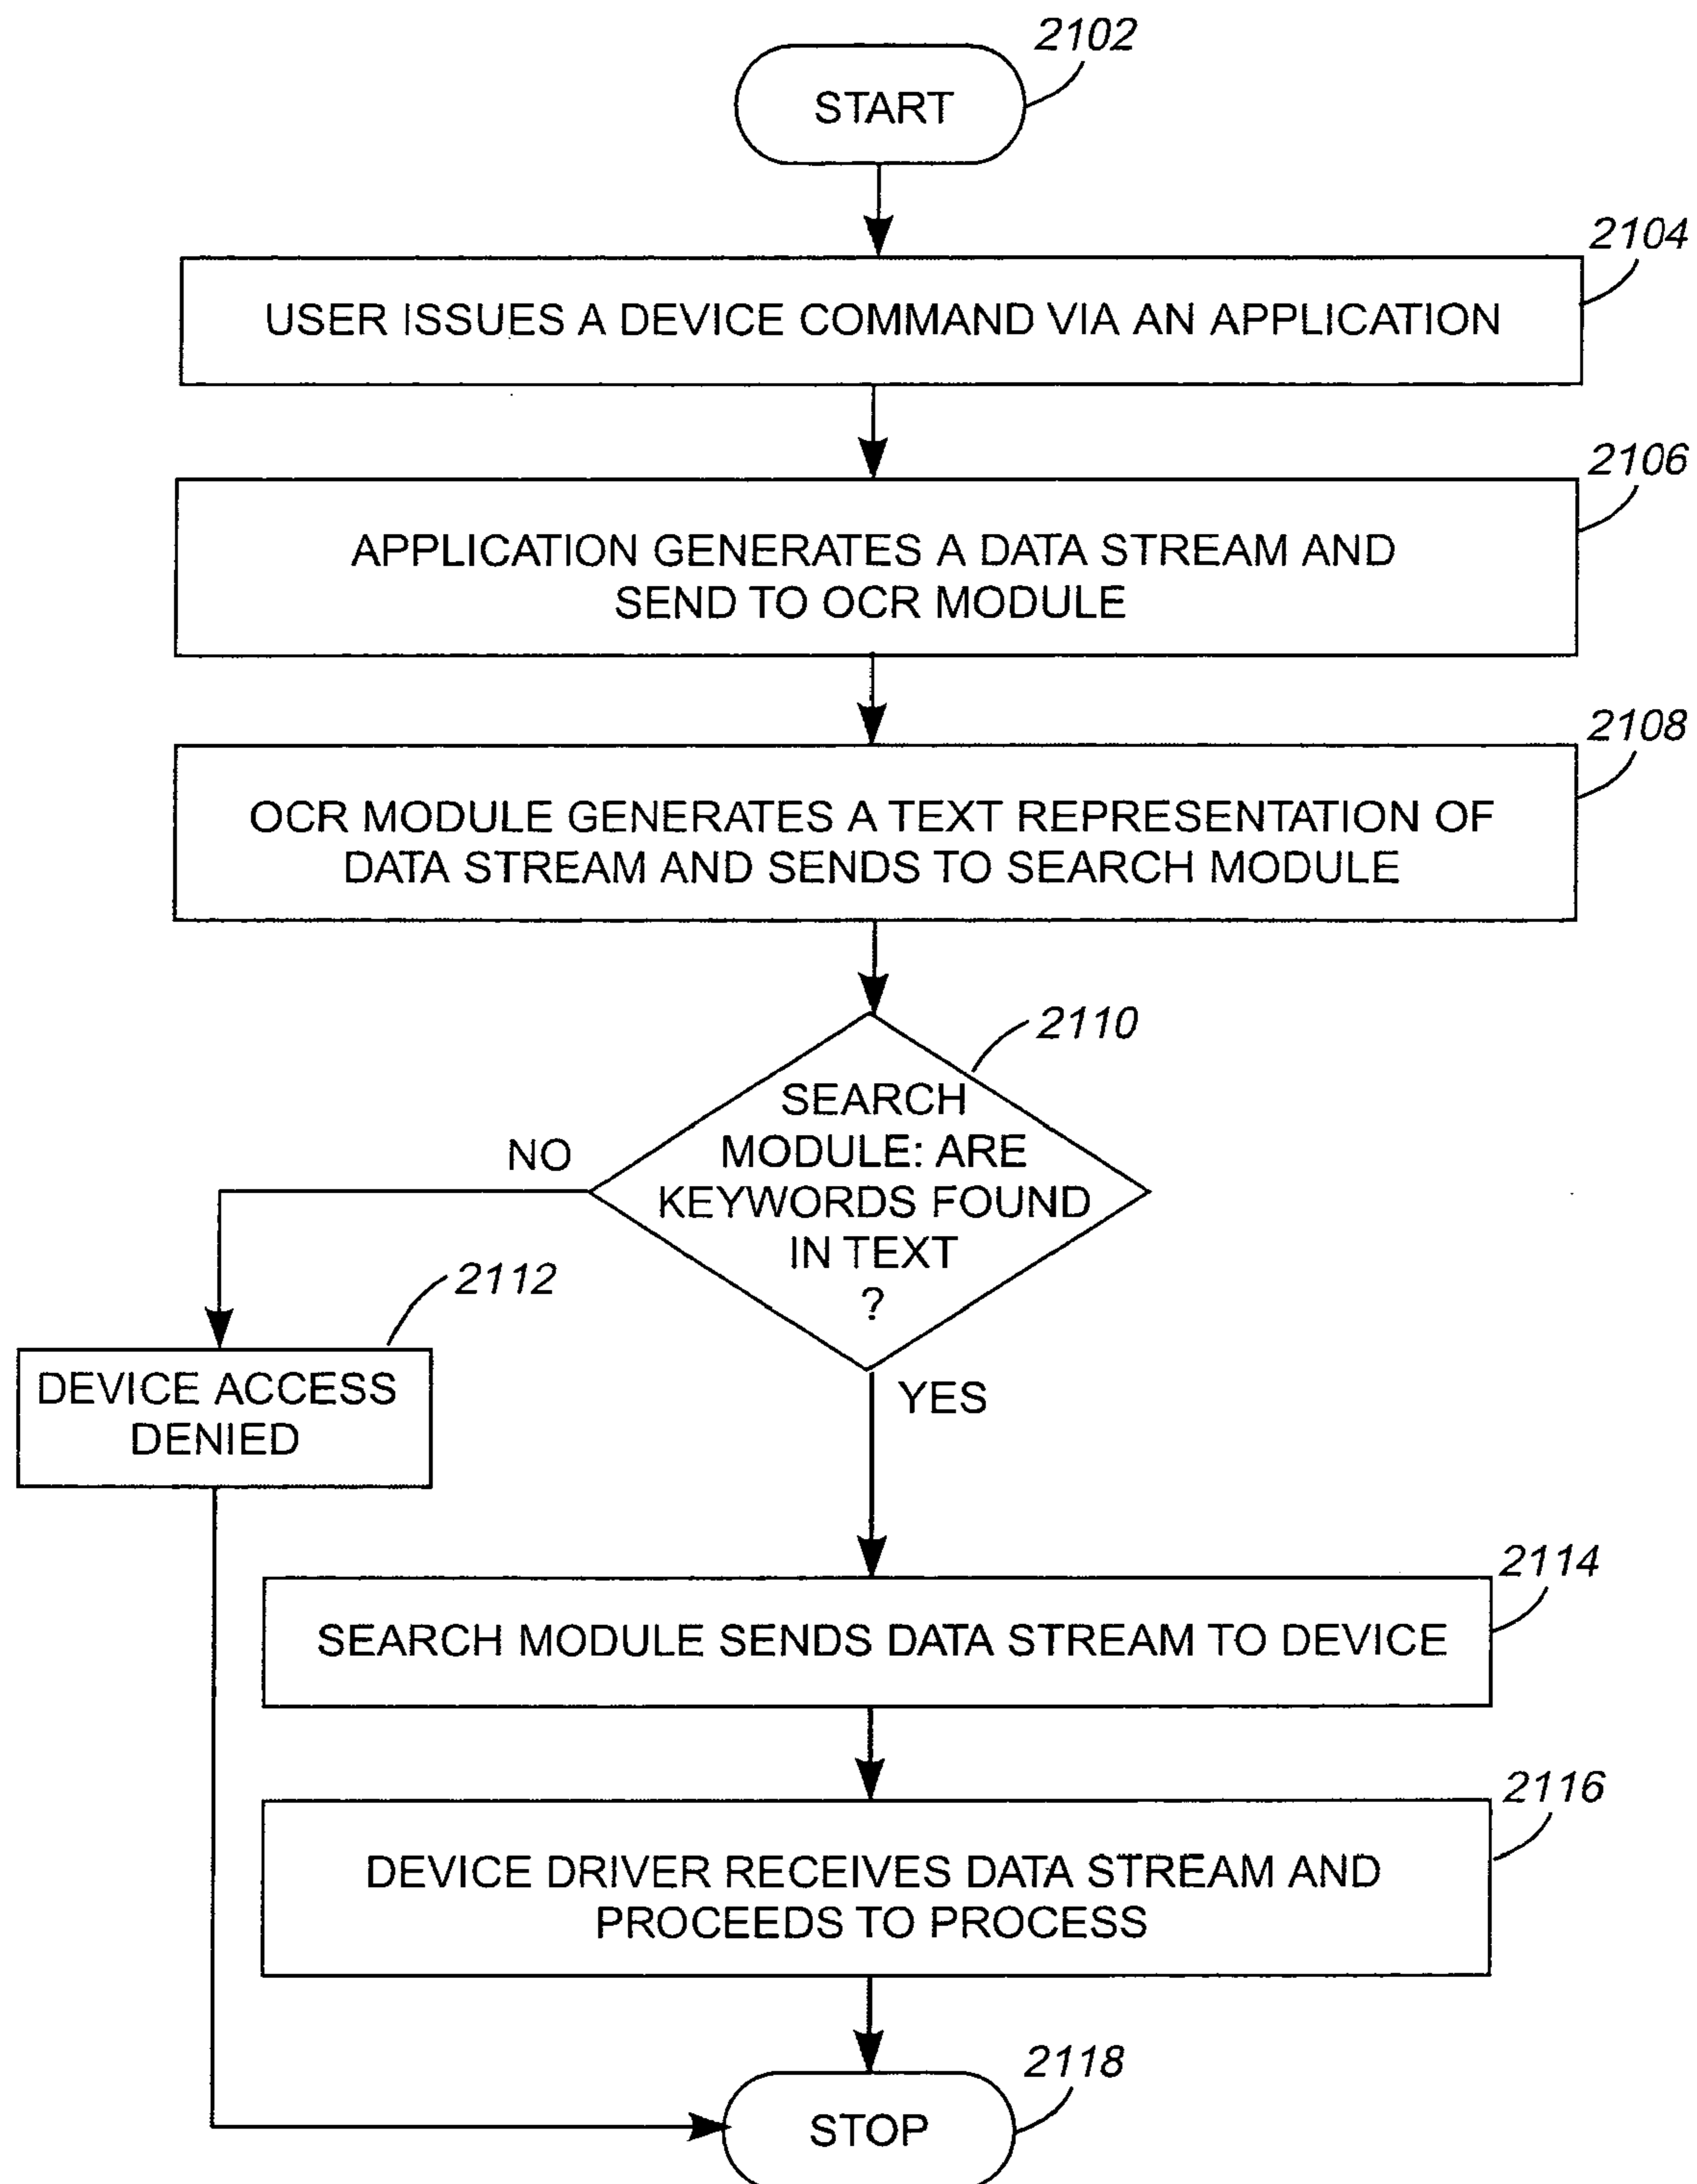 2102
START
2104
USER ISSUES A DEVICE COMMAND VIA AN APPLICATION
2106
APPLICATION GENERATES A DATA STREAM AND
SEND TO OCR MODULE
2108
OCR MODULE GENERATES A TEXT REPRESENTATION OF
DATA STREAM AND SENDS TO SEARCH MODULE
2110
SEARCH
MODULE: ARE
KEYWORDS FOUND
IN TEXT
?
NO
2112
DEVICE ACCESS
DENIED
YES
2114
SEARCH MODULE SENDS DATA STREAM TO DEVICE
2116
DEVICE DRIVER RECEIVES DATA STREAM AND
PROCEEDS TO PROCESS
2118
STOP